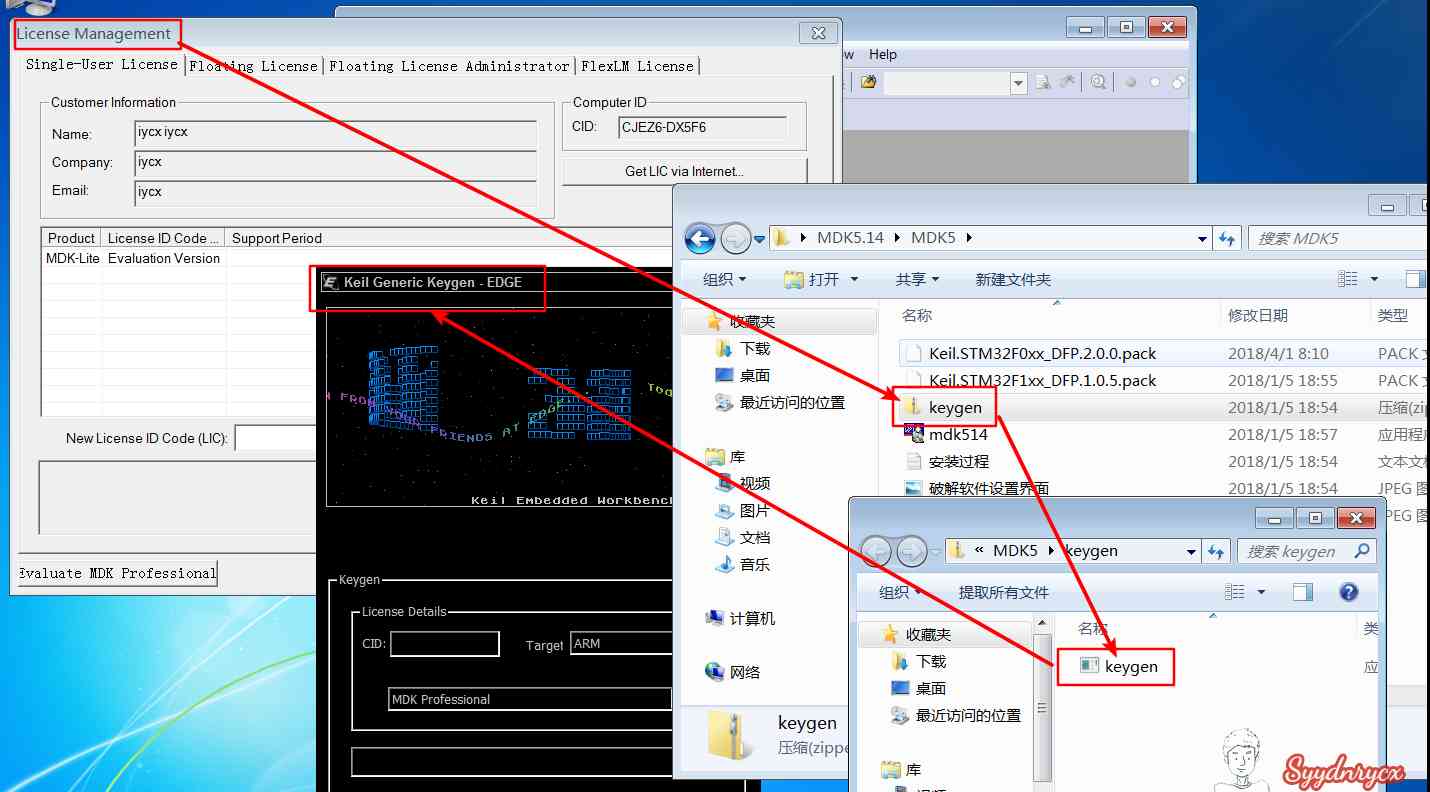 License Management
Single-User License
Floating License
Floating License Administrator
FlexLM License
Customer Information
Name:
iycx iycx
Company:
iycx
Email:
iycx
Computer ID
CID:
CJEZ6-DX5F6
Get LIC via Internet...
Product
License ID Code ...
Support Period
MDK-Lite
Evaluation Version
New License ID Code (LIC):
Evaluate MDK Professional
Help
Keil Generic Keygen - EDGE
FROM YOUR FRIENDS AT EDGE.
Keil Embedded Workbench
Keygen
License Details
CID:
Target
ARM
MDK Professional
MDK5.14
MDK5
搜索 MDK5
组织
打开
共享
新建文件夹
收藏夹
下载
桌面
最近访问的位置
库
视频
图片
文档
音乐
计算机
网络
名称
修改日期
类型
Keil.STM32F0xx_DFP.2.0.0.pack
2018/4/1 8:10
PACK
Keil.STM32F1xx_DFP.1.0.5.pack
2018/1/5 18:55
PACK
keygen
2018/1/5 18:54
压缩(zip
mdk514
2018/1/5 18:57
应用程
安装过程
2018/1/5 18:54
文本文
破解软件设置界面
2018/1/5 18:54
JPEG
keygen
压缩(zippe
« MDK5
keygen
搜索 keygen
组织
提取所有文件
收藏夹
下载
桌面
最近访问的位置
库
名称
类
keygen
应
Syydnrycx